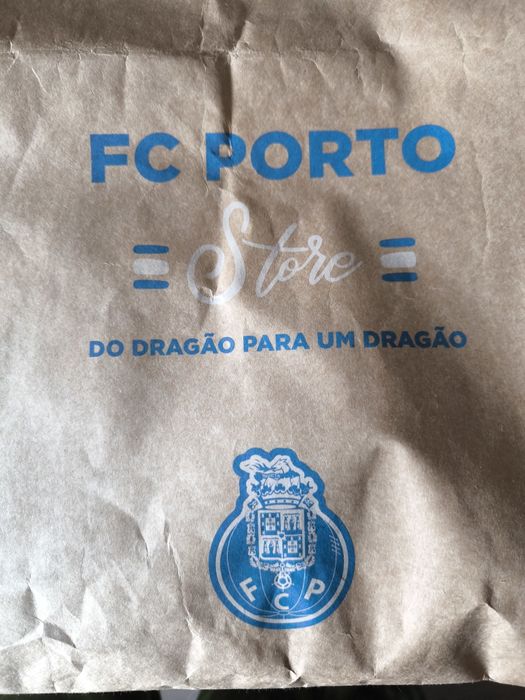 FC PORTO
Store
DO DRAGÃO PARA UM DRAGÃO
F C P